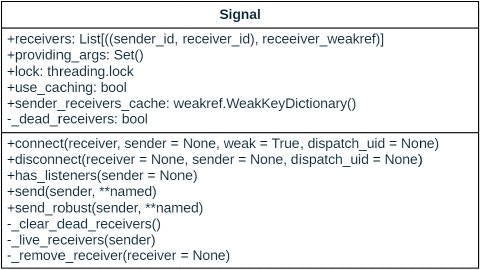 Signal
+receivers: List[((sender_id, receiver_id), receeiver_weakref)]
+providing_args: Set()
+lock: threading.lock
+use_caching: bool
+sender_receivers_cache: weakref.WeakKeyDictionary()
-_dead_receivers: bool
+connect(receiver, sender = None, weak = True, dispatch_uid = None)
+disconnect(receiver = None, sender = None, dispatch_uid = None)
+has_listeners(sender = None)
+send(sender, **named)
+send_robust(sender, **named)
-_clear_dead_receivers()
-_live_receivers(sender)
-_remove_receiver(receiver = None)